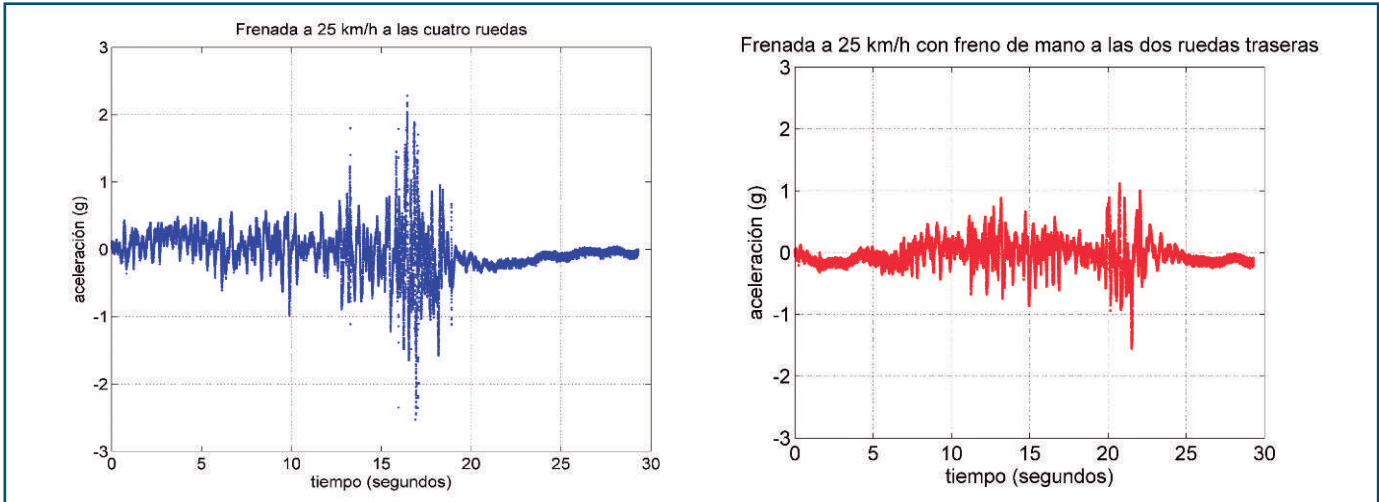 Frenada a 25 km/h a las cuatro ruedas
3
2
1
0
-1
-2
-3
aceleración (g)
0 5 10 15 20 25 30
tiempo (segundos)
Frenada a 25 km/h con freno de mano a las dos ruedas traseras
3
2
1
0
-1
-2
-3
aceleración (g)
0 5 10 15 20 25 30
tiempo (segundos)